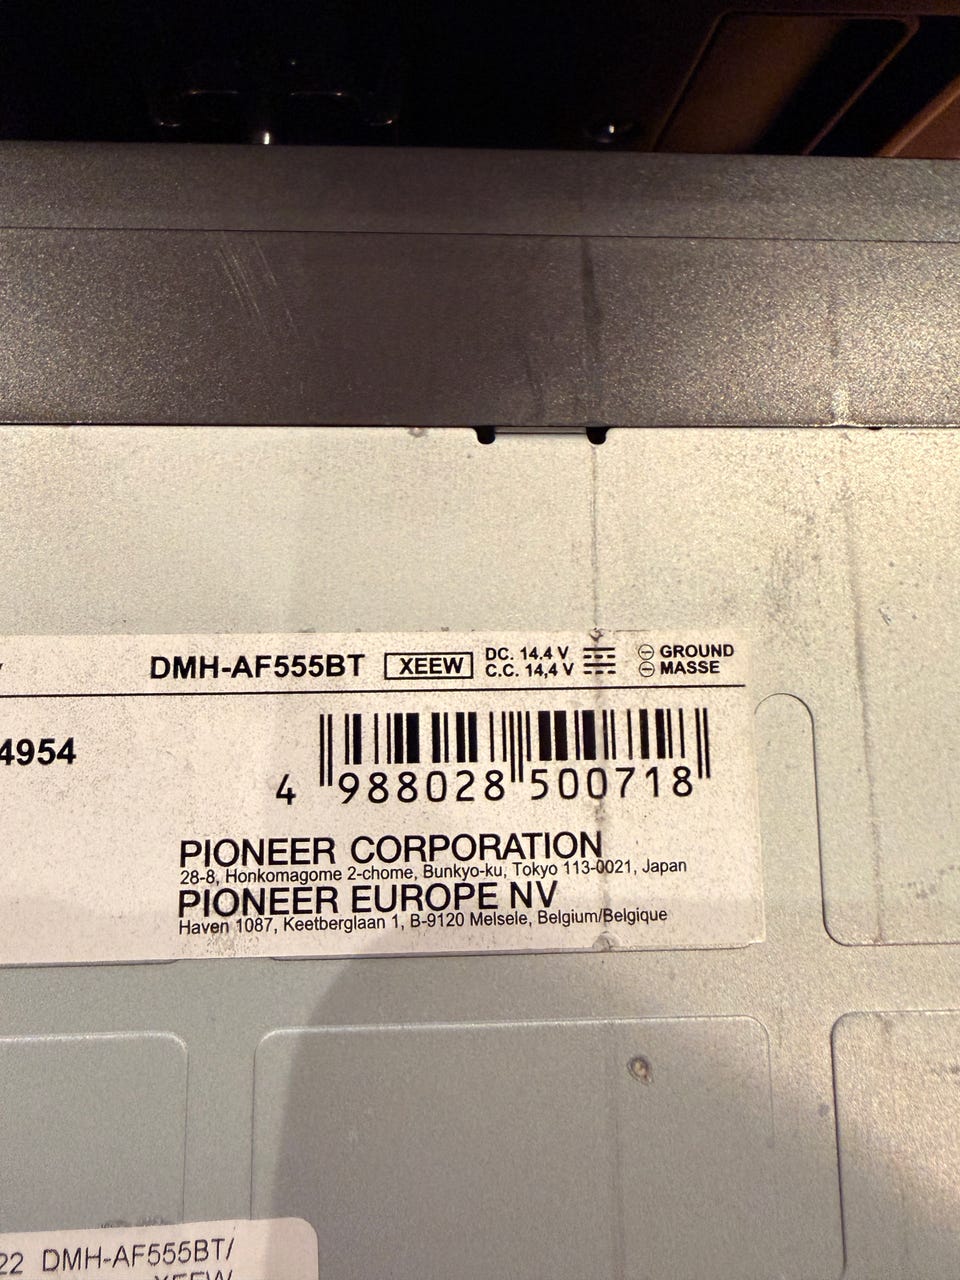 DMH-AF555BT XEEW DC. 14.4 V GROUND
C.C. 14,4 V MASSE
4954
4 988028 500718
PIONEER CORPORATION
28-8, Honkomagome 2-chome, Bunkyo-ku, Tokyo 113-0021, Japan
PIONEER EUROPE NV
Haven 1087, Keetberglaan 1, B-9120 Melsele, Belgium/Belgique
22 DMH-AF555BT/
XEEW/